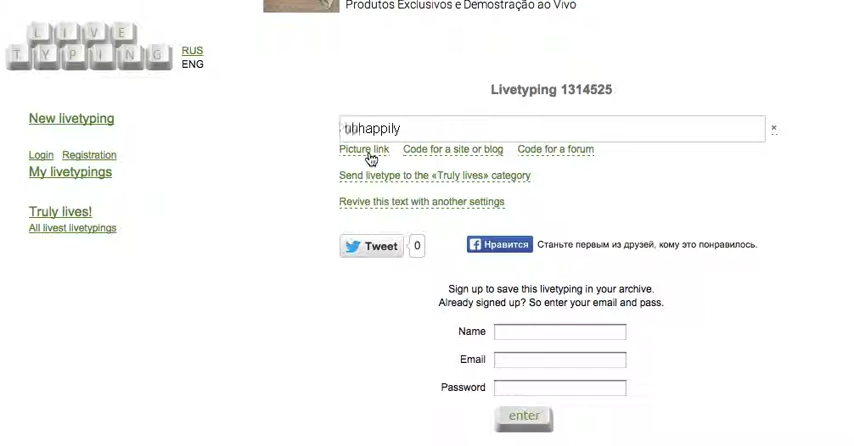 Produtos Exclusivos e Demostração ao Vivo
LIVE
TYPING
RUS
ENG
Livetyping 1314525
New livetyping
happily
×
Picture link Code for a site or blog Code for a forum
Login Registration
My livetypings
Send livetype to the «Truly lives» category
Revive this text with another settings
Truly lives!
All livest livetypings
Tweet 0 Нравится Станьте первым из друзей, кому это понравилось.
Sign up to save this livetyping in your archive.
Already signed up? So enter your email and pass.
Name
Email
Password
enter